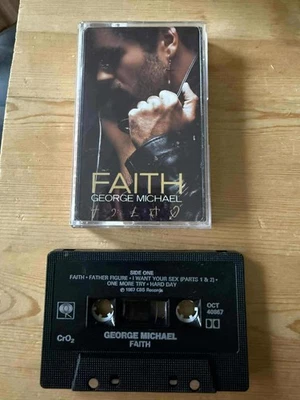 FAITH
GEORGE MICHAEL
SIDE ONE
FAITH • FATHER FIGURE • I WANT YOUR SEX (PARTS 1 & 2) •
ONE MORE TRY • HARD DAY
℗ 1987 CBS Records
OCT
40867
CrO₂
GEORGE MICHAEL
FAITH